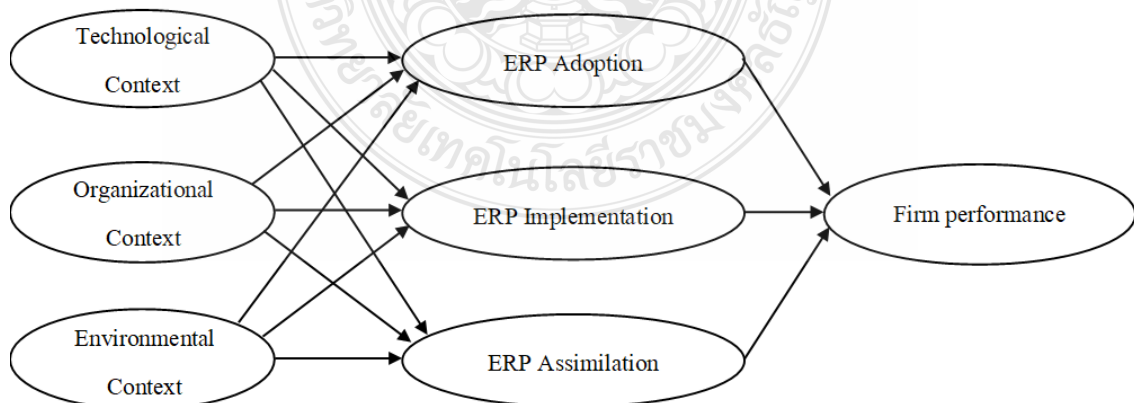 Technological
Context
ERP Adoption
Organizational
Context
ERP Implementation
Firm performance
Environmental
Context
ERP Assimilation